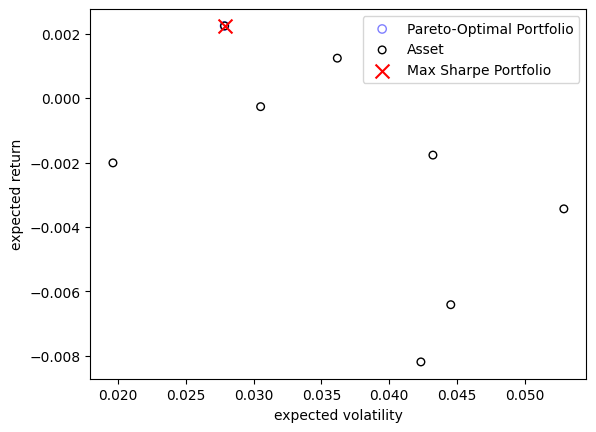 0.002
0.000
−0.002
−0.004
−0.006
−0.008
expected return
Pareto-Optimal Portfolio
Asset
Max Sharpe Portfolio
0.020 0.025 0.030 0.035 0.040 0.045 0.050
expected volatility